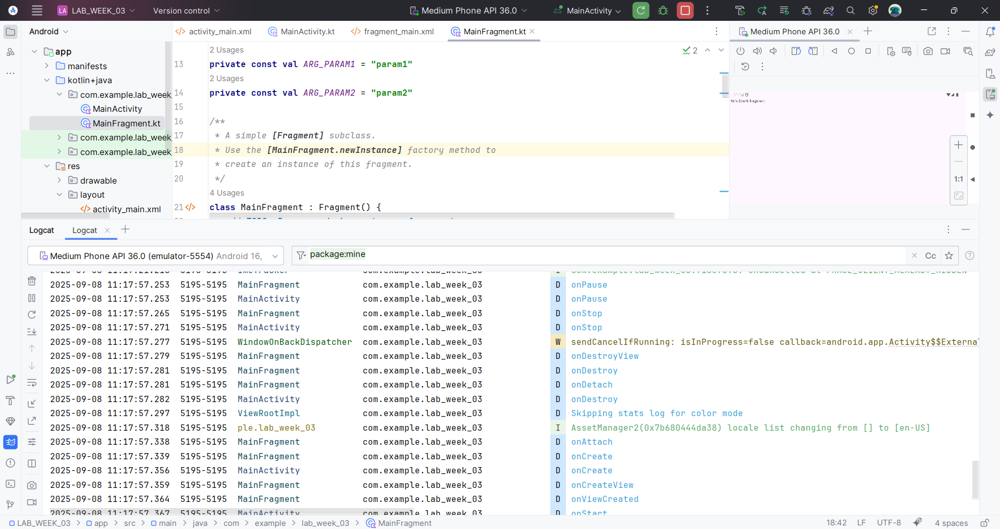 LA LAB_WEEK_03 Version control Medium Phone API 36.0 MainActivity
Android
activity_main.xml MainActivity.kt fragment_main.xml MainFragment.kt
Medium Phone API 36.0
app
manifests
kotlin+java
com.example.lab_week
MainActivity
MainFragment.kt
com.example.lab_week
com.example.lab_week
res
drawable
layout
activity_main.xml
2 Usages
2
13 private const val ARG_PARAM1 = "param1"
2 Usages
14 private const val ARG_PARAM2 = "param2"
15
16 /**
17 * A simple [Fragment] subclass.
18 * Use the [MainFragment.newInstance] factory method to
19 * create an instance of this fragment.
20 */
4 Usages
21 class MainFragment : Fragment() {
Hello blank fragment
1:1
Logcat Logcat
Medium Phone API 36.0 (emulator-5554) Android 16,
package:mine
Cc
2025-09-08 11:17:57.253 5195-5195 MainFragment com.example.lab_week_03 D onPause
2025-09-08 11:17:57.253 5195-5195 MainActivity com.example.lab_week_03 D onPause
2025-09-08 11:17:57.265 5195-5195 MainFragment com.example.lab_week_03 D onStop
2025-09-08 11:17:57.271 5195-5195 MainActivity com.example.lab_week_03 D onStop
2025-09-08 11:17:57.277 5195-5195 WindowOnBackDispatcher com.example.lab_week_03 W sendCancelIfRunning: isInProgress=false callback=android.app.Activity$$Externa
2025-09-08 11:17:57.279 5195-5195 MainFragment com.example.lab_week_03 D onDestroyView
2025-09-08 11:17:57.281 5195-5195 MainFragment com.example.lab_week_03 D onDestroy
2025-09-08 11:17:57.281 5195-5195 MainFragment com.example.lab_week_03 D onDetach
2025-09-08 11:17:57.282 5195-5195 MainActivity com.example.lab_week_03 D onDestroy
2025-09-08 11:17:57.297 5195-5195 ViewRootImpl com.example.lab_week_03 D Skipping stats log for color mode
2025-09-08 11:17:57.318 5195-5195 ple.lab_week_03 com.example.lab_week_03 I AssetManager2(0x7b680444da38) locale list changing from [] to [en-US]
2025-09-08 11:17:57.338 5195-5195 MainFragment com.example.lab_week_03 D onAttach
2025-09-08 11:17:57.339 5195-5195 MainFragment com.example.lab_week_03 D onCreate
2025-09-08 11:17:57.356 5195-5195 MainActivity com.example.lab_week_03 D onCreate
2025-09-08 11:17:57.359 5195-5195 MainFragment com.example.lab_week_03 D onCreateView
2025-09-08 11:17:57.364 5195-5195 MainFragment com.example.lab_week_03 D onViewCreated
2025-09-08 11:17:57.367 5195-5195 MainActivity com.example.lab_week_03 D onStart
LAB_WEEK_03 app src main java com example lab_week_03 MainFragment 18:42 LF UTF-8 4 spaces